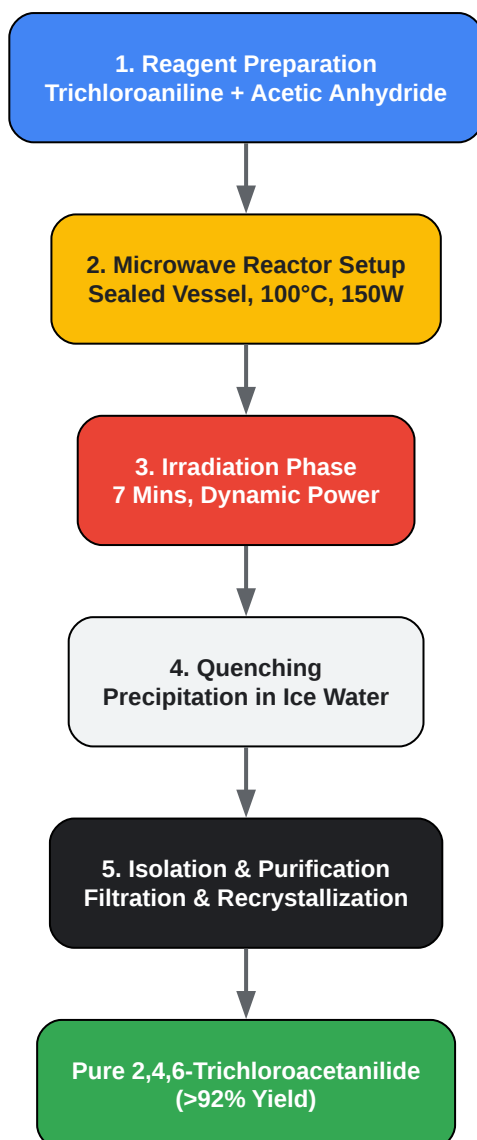 1. Reagent Preparation
Trichloroaniline + Acetic Anhydride
2. Microwave Reactor Setup
Sealed Vessel, 100°C, 150W
3. Irradiation Phase
7 Mins, Dynamic Power
4. Quenching
Precipitation in Ice Water
5. Isolation & Purification
Filtration & Recrystallization
Pure 2,4,6-Trichloroacetanilide
(>92% Yield)